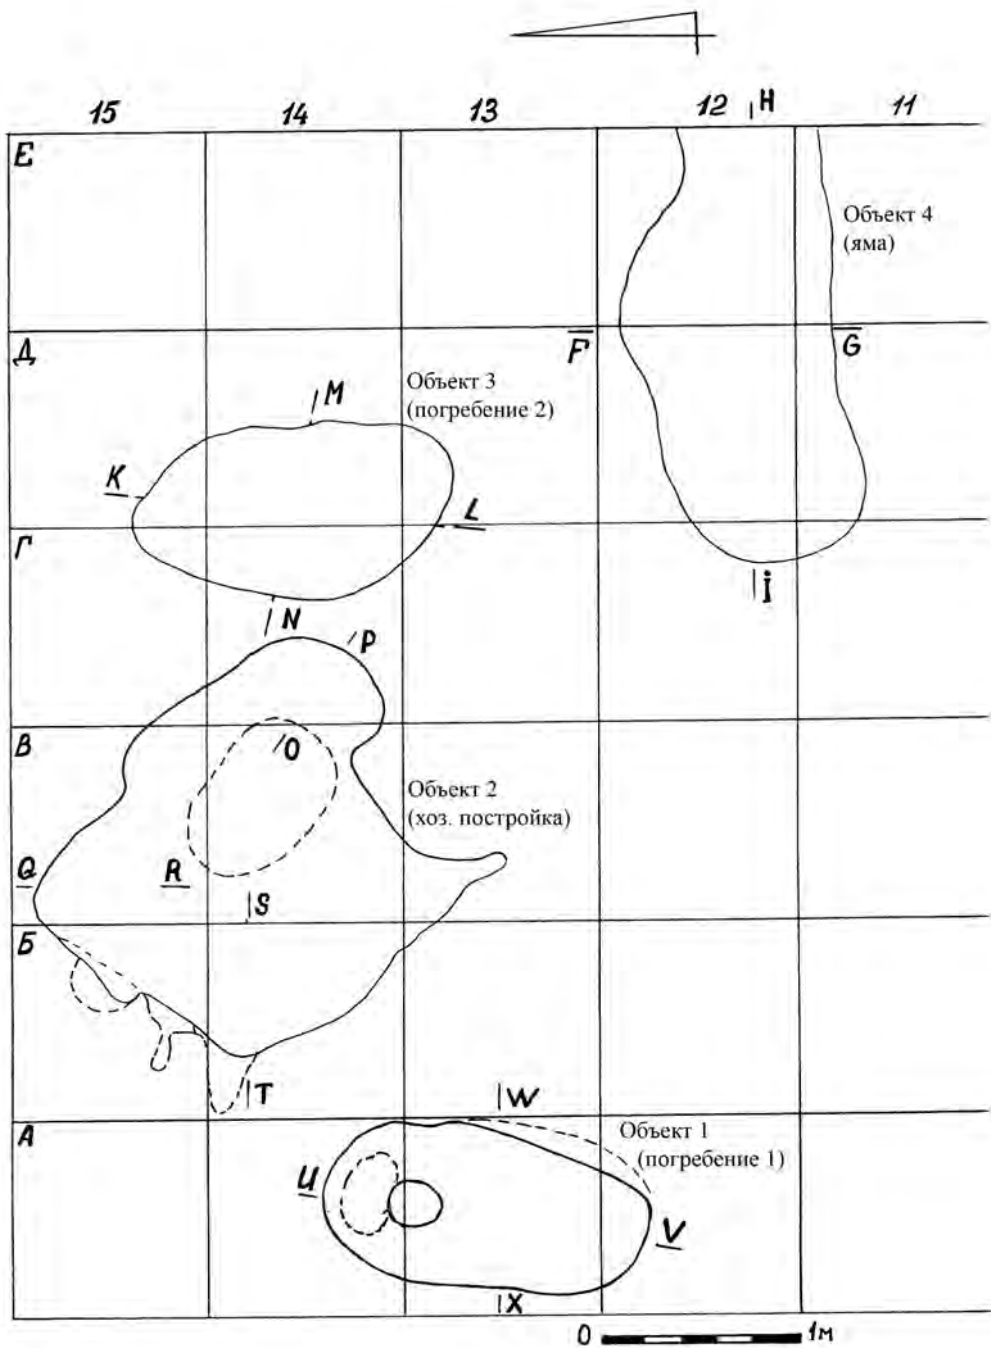 15 14 13 12 H 11
Е
Объект 4
(яма)
Д
F
G
Объект 3
(погребение 2)
M
K
L
Г
İ
N
P
В
O
Объект 2
(хоз. постройка)
Q
R
S
Б
T
W
А
Объект 1
(погребение 1)
U
V
X
0 1м